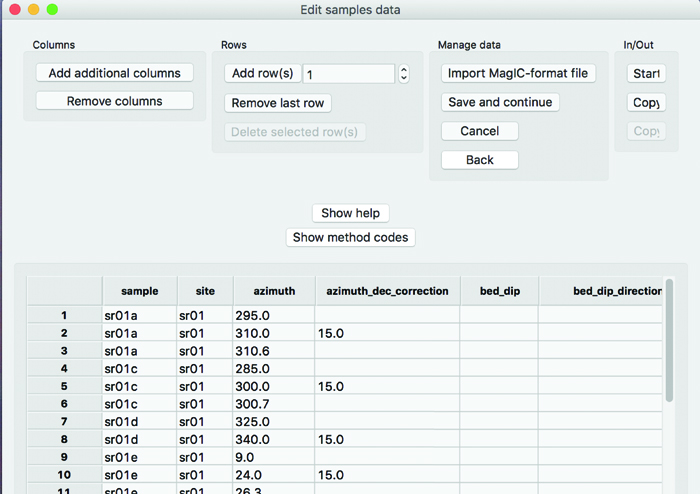 Edit samples data
Columns Rows Manage data In/Out
Add additional columns Add row(s) 1 Import MagIC-format file
Remove columns Remove last row Save and continue Copy
Delete selected row(s) Cancel
Back
Show help
Show method codes
sample site azimuth azimuth_dec_correction bed_dip bed_dip_direction
1 sr01a sr01 295.0
2 sr01a sr01 310.0 15.0
3 sr01a sr01 310.6
4 sr01c sr01 285.0
5 sr01c sr01 300.0 15.0
6 sr01c sr01 300.7
7 sr01d sr01 325.0
8 sr01d sr01 340.0 15.0
9 sr01e sr01 9.0
10 sr01e sr01 24.0 15.0
11 sr01e sr01 26.3